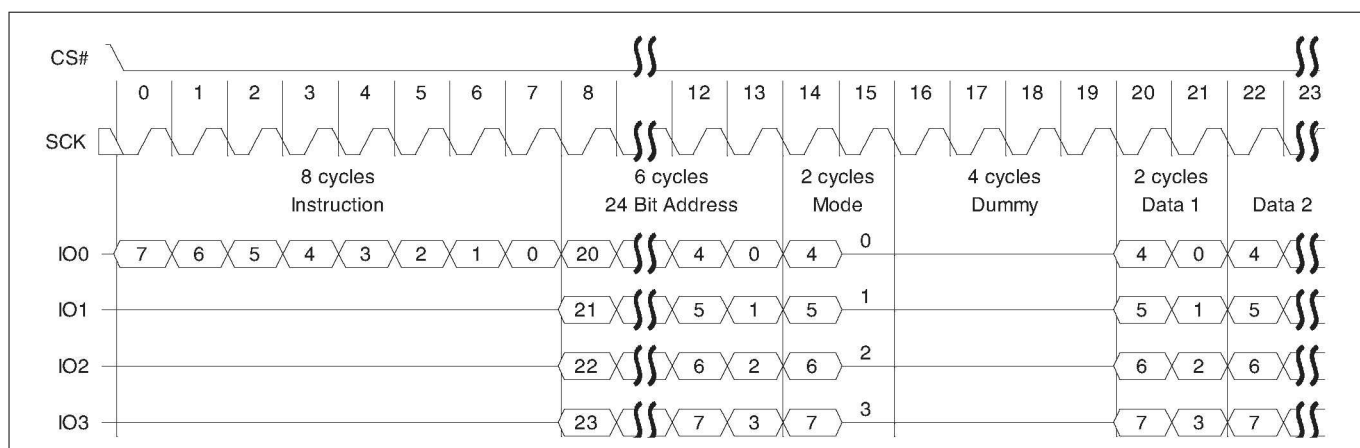 CS#
0 1 2 3 4 5 6 7 8 12 13 14 15 16 17 18 19 20 21 22 23
SCK
8 cycles 6 cycles 2 cycles 4 cycles 2 cycles
Instruction 24 Bit Address Mode Dummy Data 1 Data 2
IO0 7 6 5 4 3 2 1 0 20 4 0 4 0 4 0 4
IO1 21 5 1 5 1 5 1 5
IO2 22 6 2 6 2 6 2 6
IO3 23 7 3 7 3 7 3 7